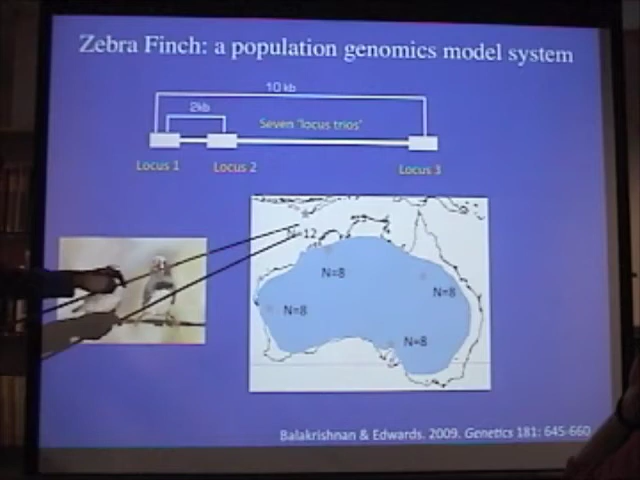 Zebra Finch: a population genomics model system
10 kb
2kb
Seven 'locus trios'
Locus 1
Locus 2
Locus 3
N=12
N=8
N=8
N=8
N=8
Balakrishnan & Edwards. 2009. Genetics 181: 645-660